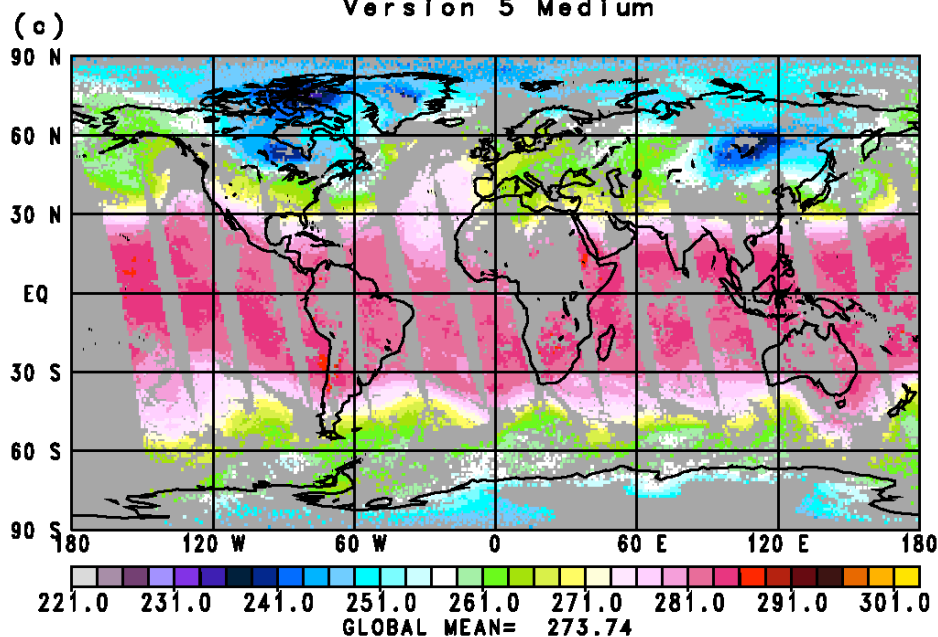 Version 5 Medium
(c)
90 N
60 N
30 N
EQ
30 S
60 S
90 S
180 120 W 60 W 0 60 E 120 E 180
221.0 231.0 241.0 251.0 261.0 271.0 281.0 291.0 301.0
GLOBAL MEAN= 273.74